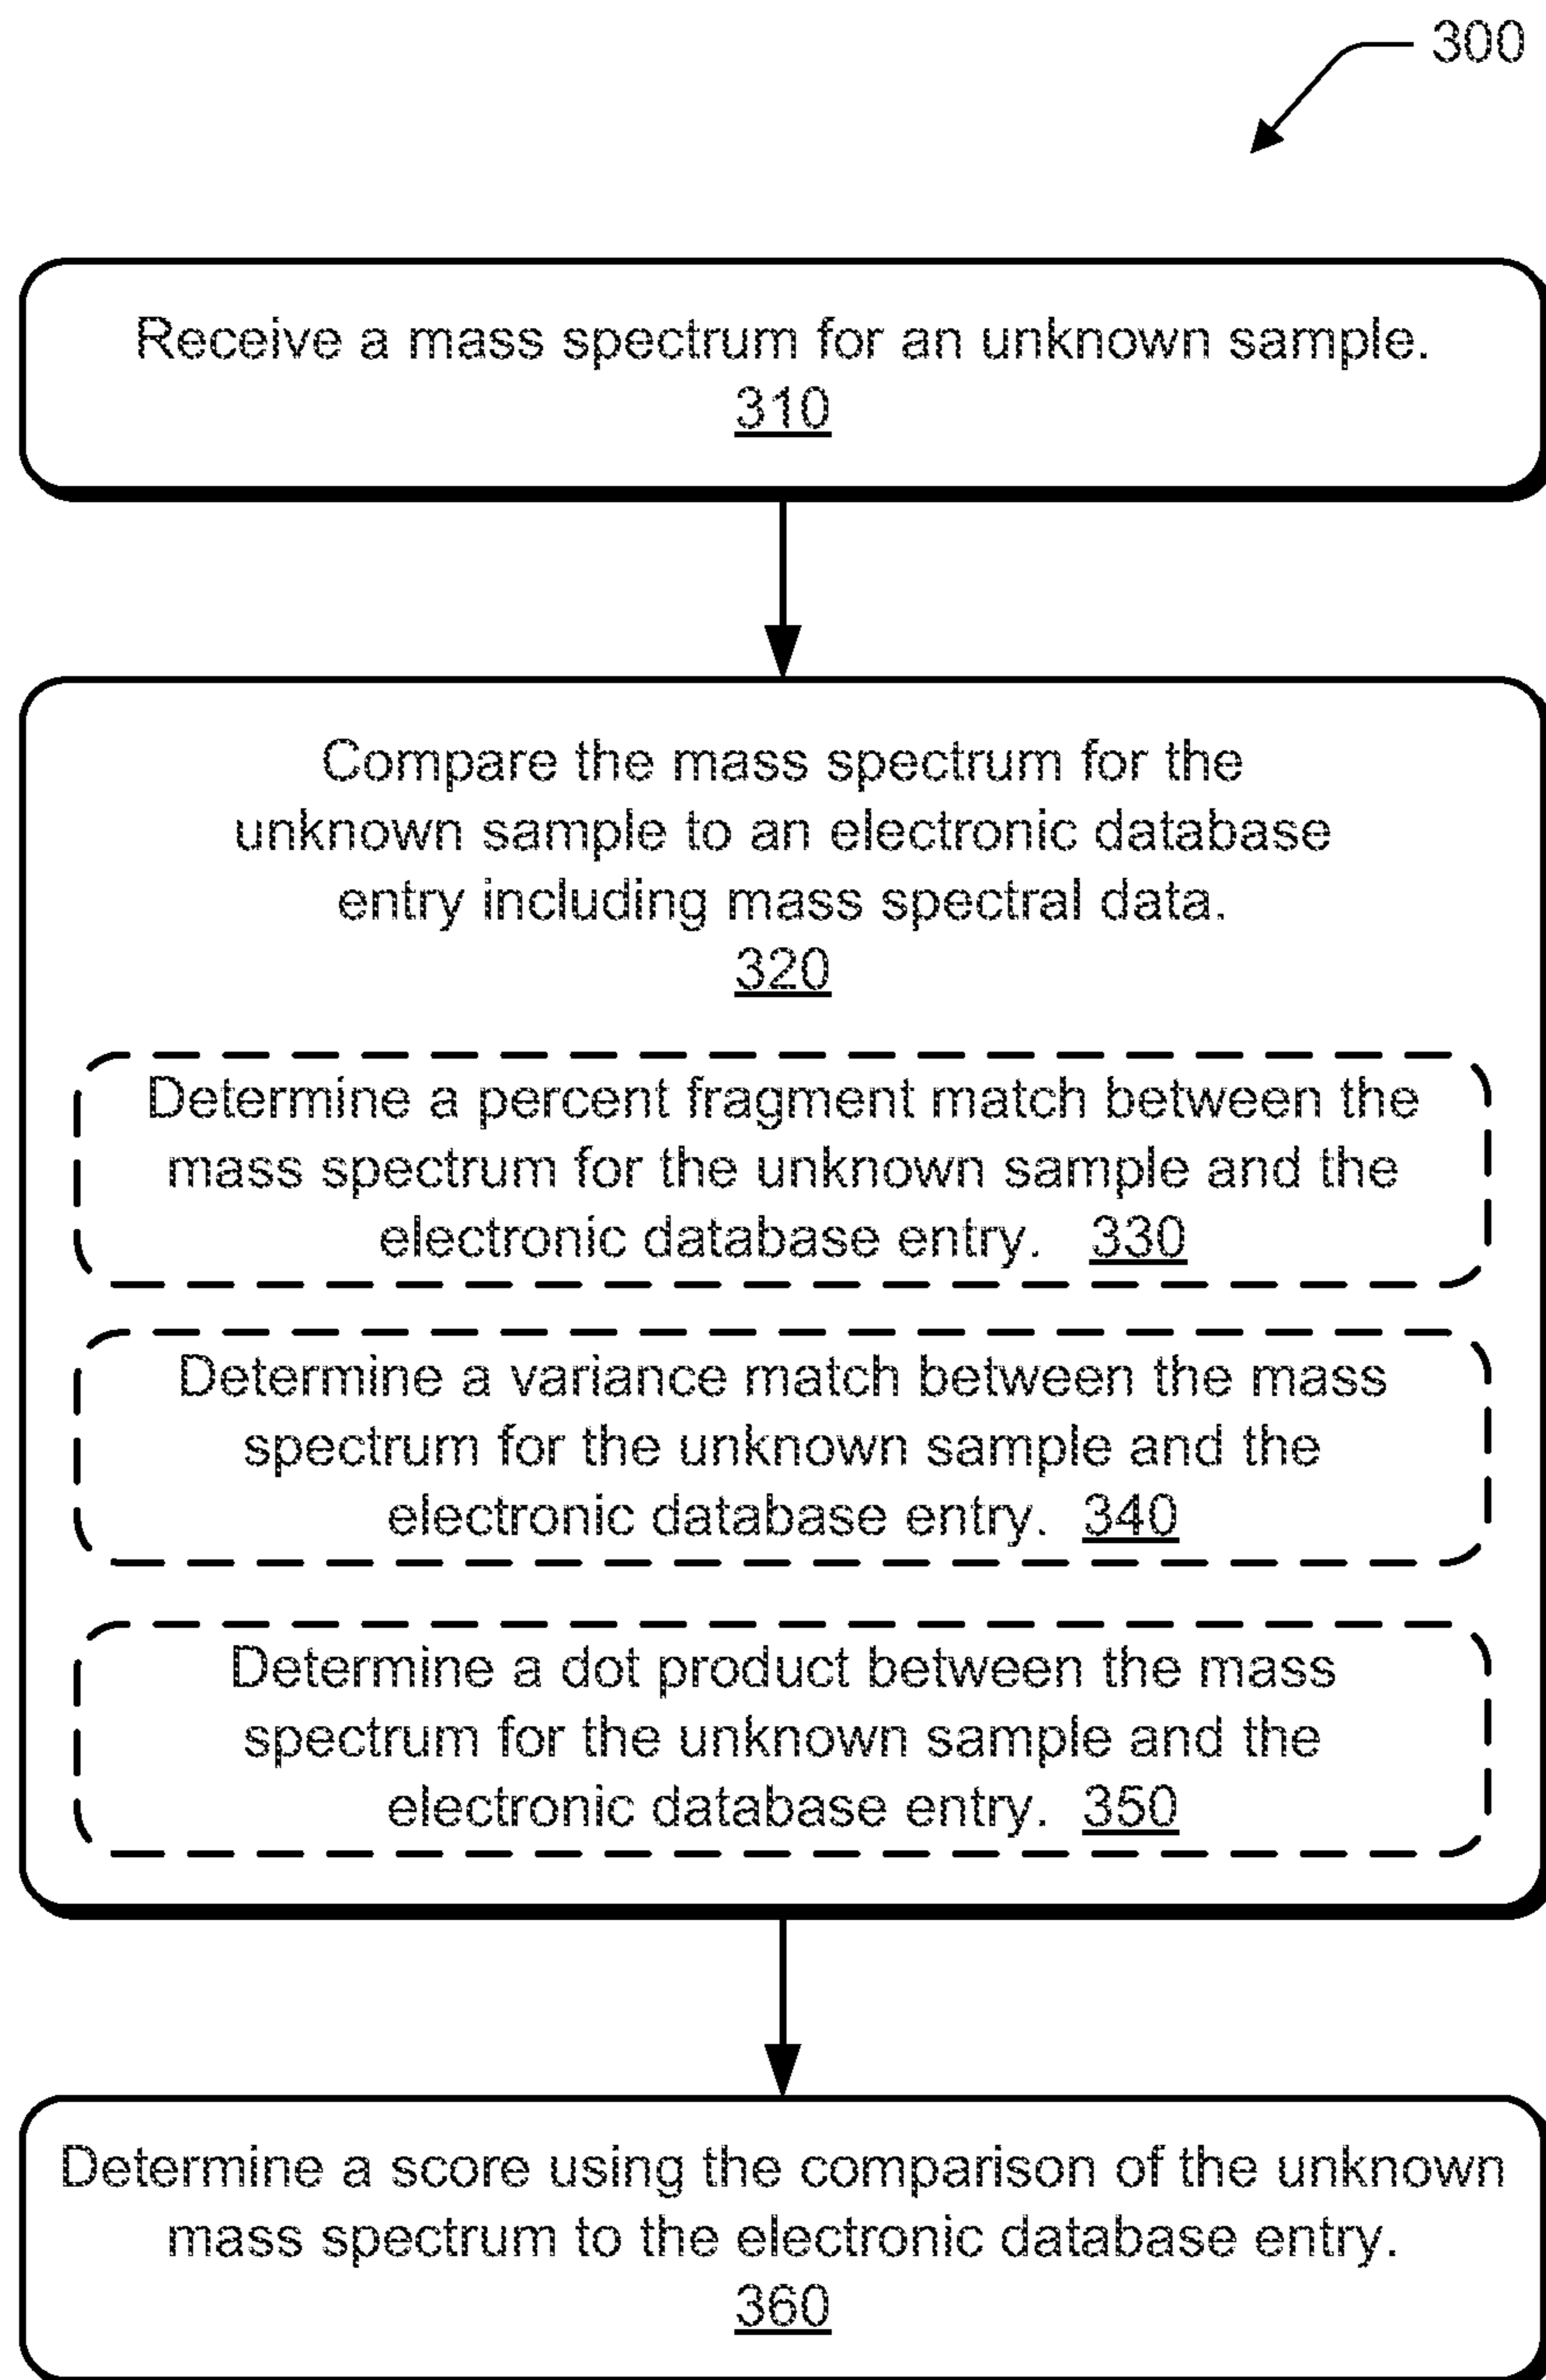 300
Receive a mass spectrum for an unknown sample.
310
Compare the mass spectrum for the
unknown sample to an electronic database
entry including mass spectral data.
320
Determine a percent fragment match between the
mass spectrum for the unknown sample and the
electronic database entry. 330
Determine a variance match between the mass
spectrum for the unknown sample and the
electronic database entry. 340
Determine a dot product between the mass
spectrum for the unknown sample and the
electronic database entry. 350
Determine a score using the comparison of the unknown
mass spectrum to the electronic database entry.
360